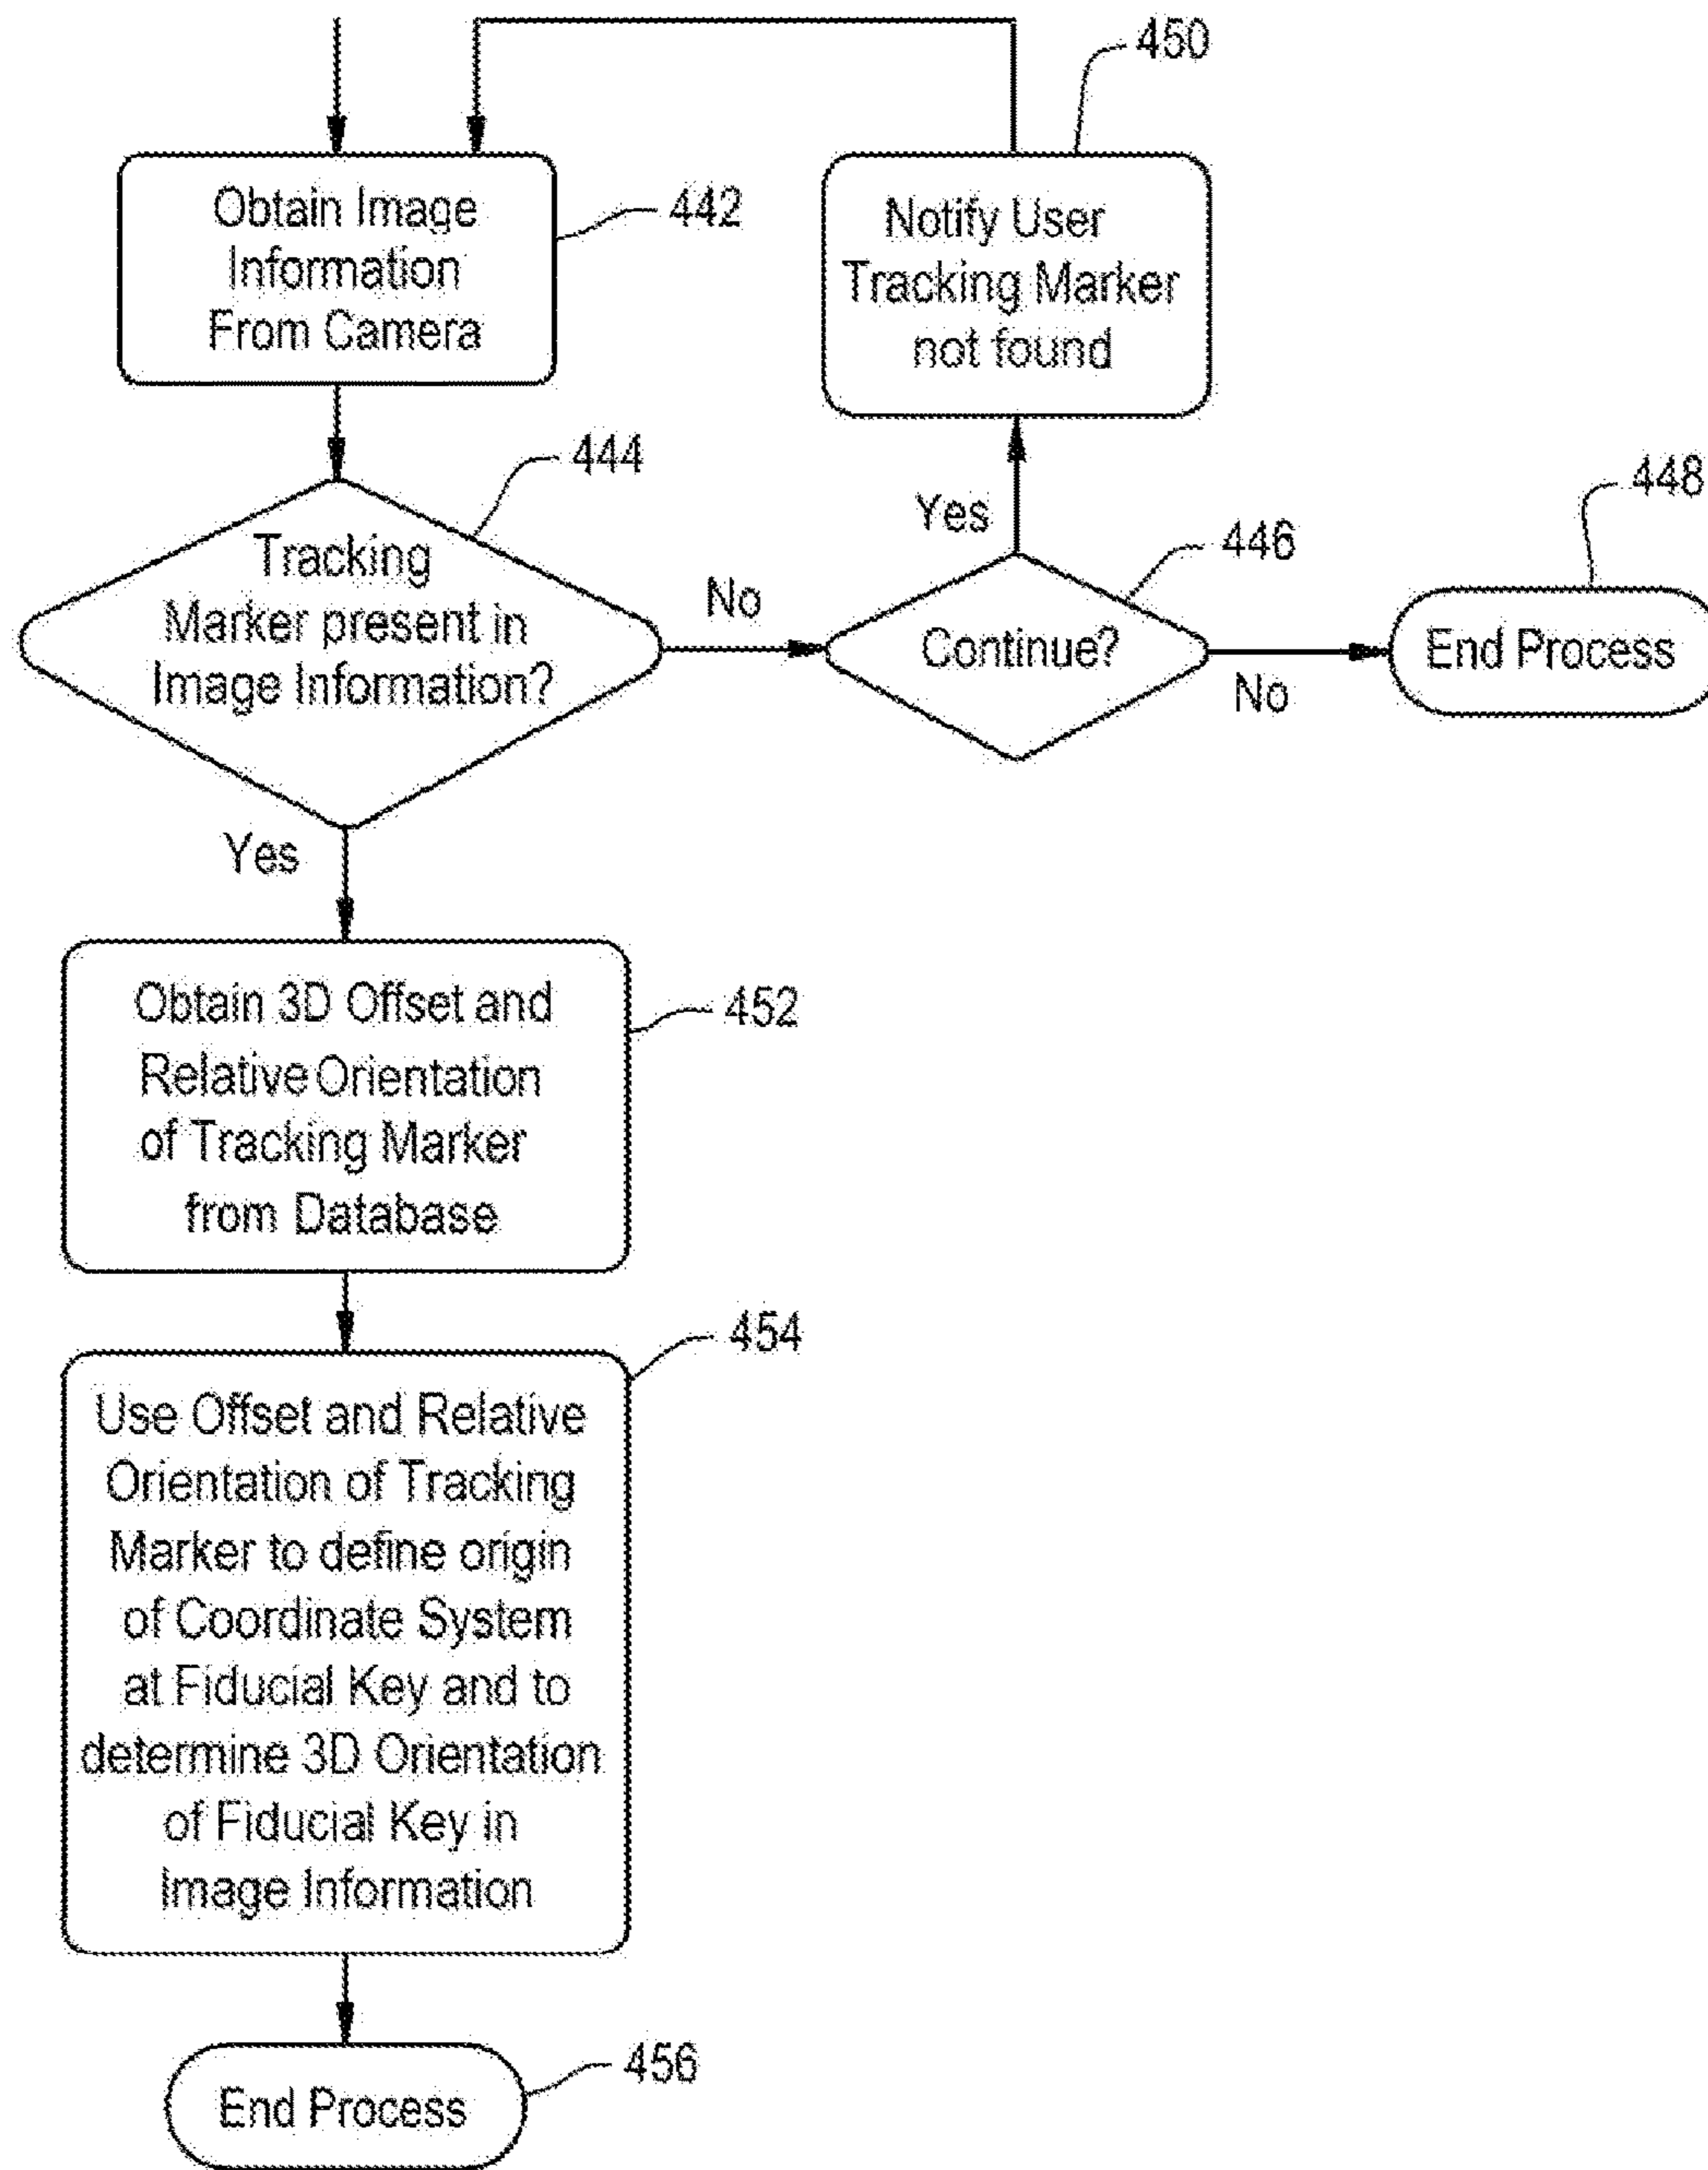 450
Obtain Image
Information
From Camera
442
Notify User
Tracking Marker
not found
444
Tracking
Marker present in
Image Information?
No
Yes
446
Continue?
No
448
End Process
Yes
Obtain 3D Offset and
Relative Orientation
of Tracking Marker
from Database
452
454
Use Offset and Relative
Orientation of Tracking
Marker to define origin
of Coordinate System
at Fiducial Key and to
determine 3D Orientation
of Fiducial Key in
Image Information
End Process
456